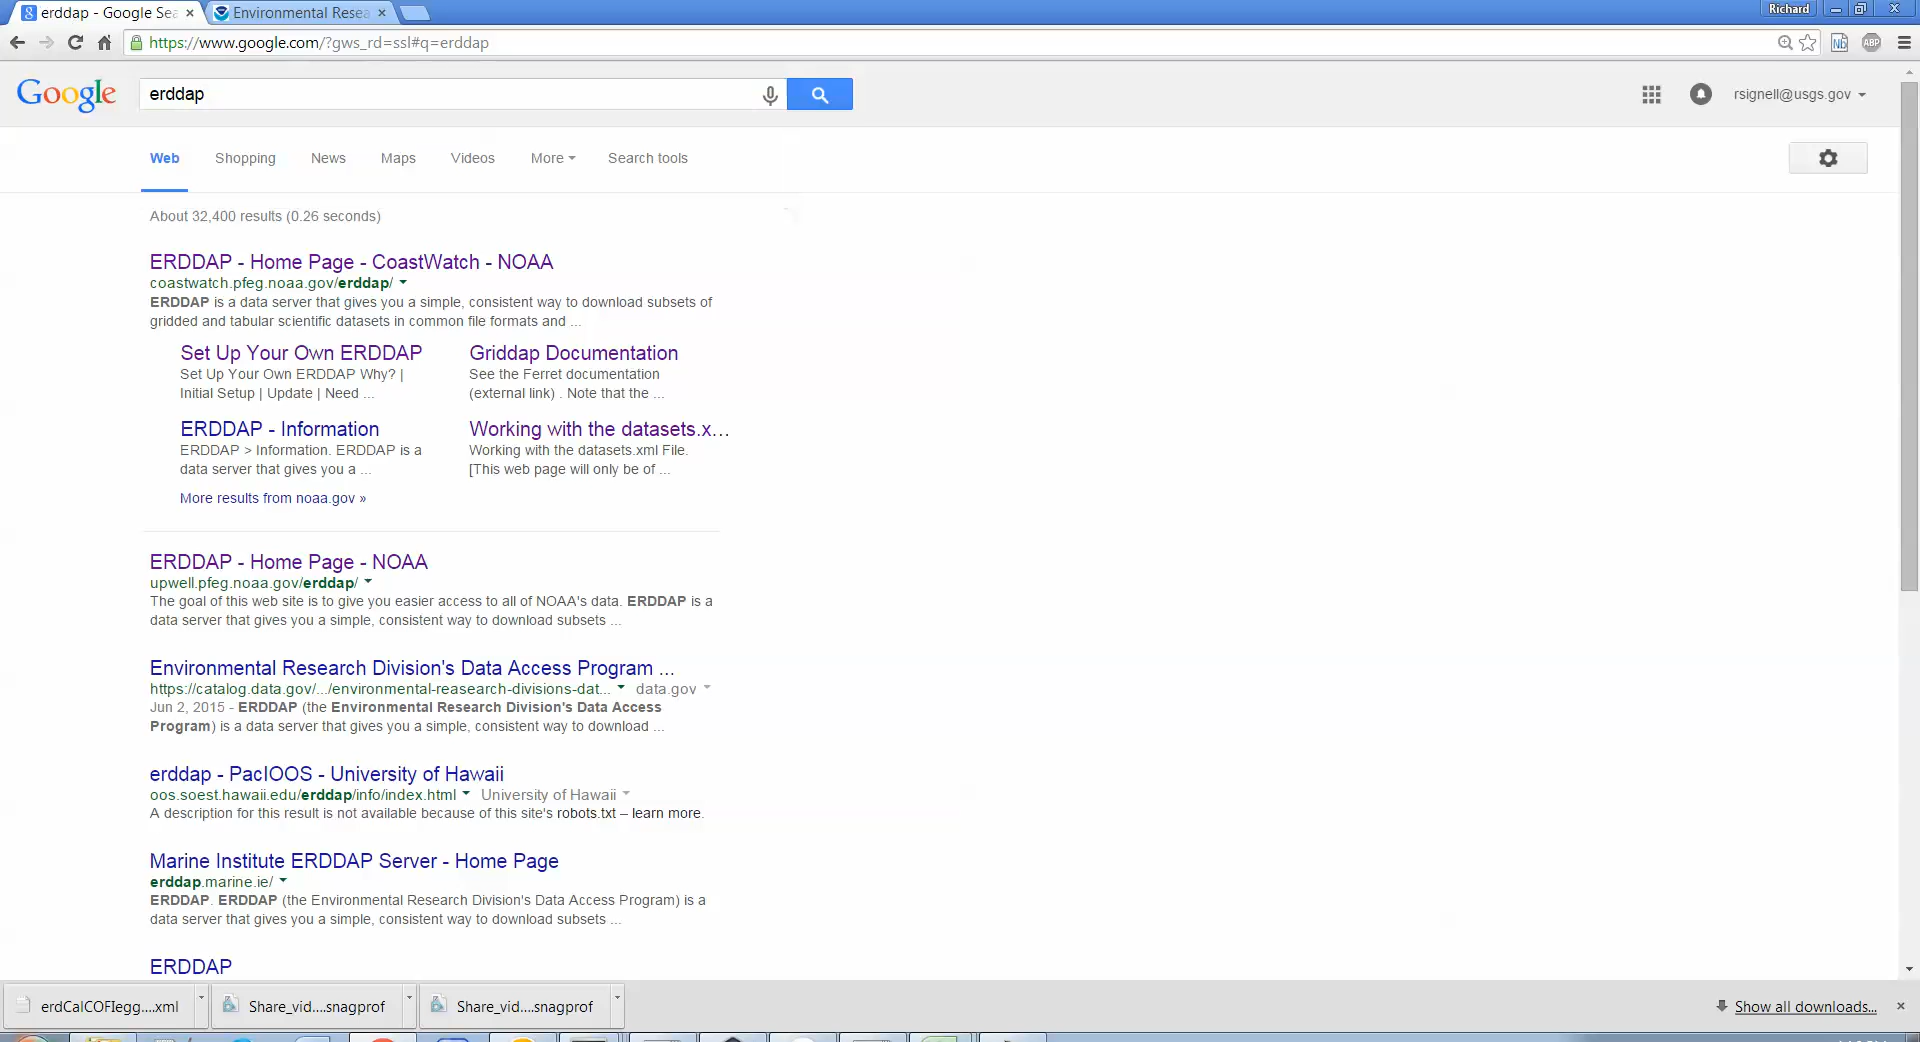 erddap - Google Sea
Environmental Resea
Richard
https://www.google.com/?gws_rd=ssl#q=erddap
Nb
ABP
Google
erddap
rsignell@usgs.gov
Web Shopping News Maps Videos More Search tools
About 32,400 results (0.26 seconds)
ERDDAP - Home Page - CoastWatch - NOAA
coastwatch.pfeg.noaa.gov/erddap/
ERDDAP is a data server that gives you a simple, consistent way to download subsets of
gridded and tabular scientific datasets in common file formats and ...
Set Up Your Own ERDDAP
Set Up Your Own ERDDAP Why? |
Initial Setup | Update | Need ...
Griddap Documentation
See the Ferret documentation
(external link) . Note that the ...
ERDDAP - Information
ERDDAP > Information. ERDDAP is a
data server that gives you a ...
Working with the datasets.x...
Working with the datasets.xml File.
[This web page will only be of ...
More results from noaa.gov »
ERDDAP - Home Page - NOAA
upwell.pfeg.noaa.gov/erddap/
The goal of this web site is to give you easier access to all of NOAA's data. ERDDAP is a
data server that gives you a simple, consistent way to download subsets ...
Environmental Research Division's Data Access Program ...
https://catalog.data.gov/.../environmental-reasearch-divisions-dat... data.gov
Jun 2, 2015 - ERDDAP (the Environmental Research Division's Data Access
Program) is a data server that gives you a simple, consistent way to download ...
erddap - PacIOOS - University of Hawaii
oos.soest.hawaii.edu/erddap/info/index.html University of Hawaii
A description for this result is not available because of this site's robots.txt – learn more.
Marine Institute ERDDAP Server - Home Page
erddap.marine.ie/
ERDDAP. ERDDAP (the Environmental Research Division's Data Access Program) is a
data server that gives you a simple, consistent way to download subsets ...
ERDDAP
erdCalCOFIegg....xml
Share_vid....snagprof
Share_vid....snagprof
Show all downloads...